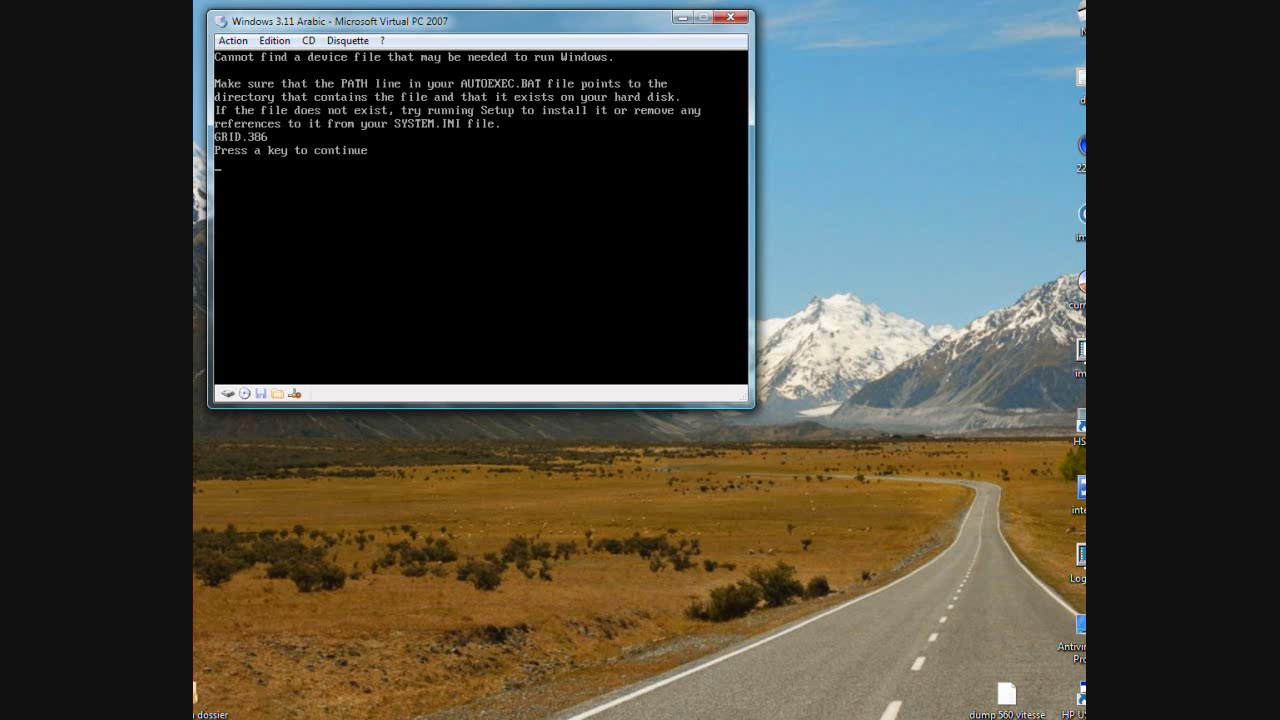 Windows 3.11 Arabic - Microsoft Virtual PC 2007
Action Edition CD Disquette ?
Cannot find a device file that may be needed to run Windows.
Make sure that the PATH line in your AUTOEXEC.BAT file points to the
directory that contains the file and that it exists on your hard disk.
If the file does not exist, try running Setup to install it or remove any
references to it from your SYSTEM.INI file.
GRID.386
Press a key to continue
22
HS
Log
dossier
dump 560 vitesse
HP